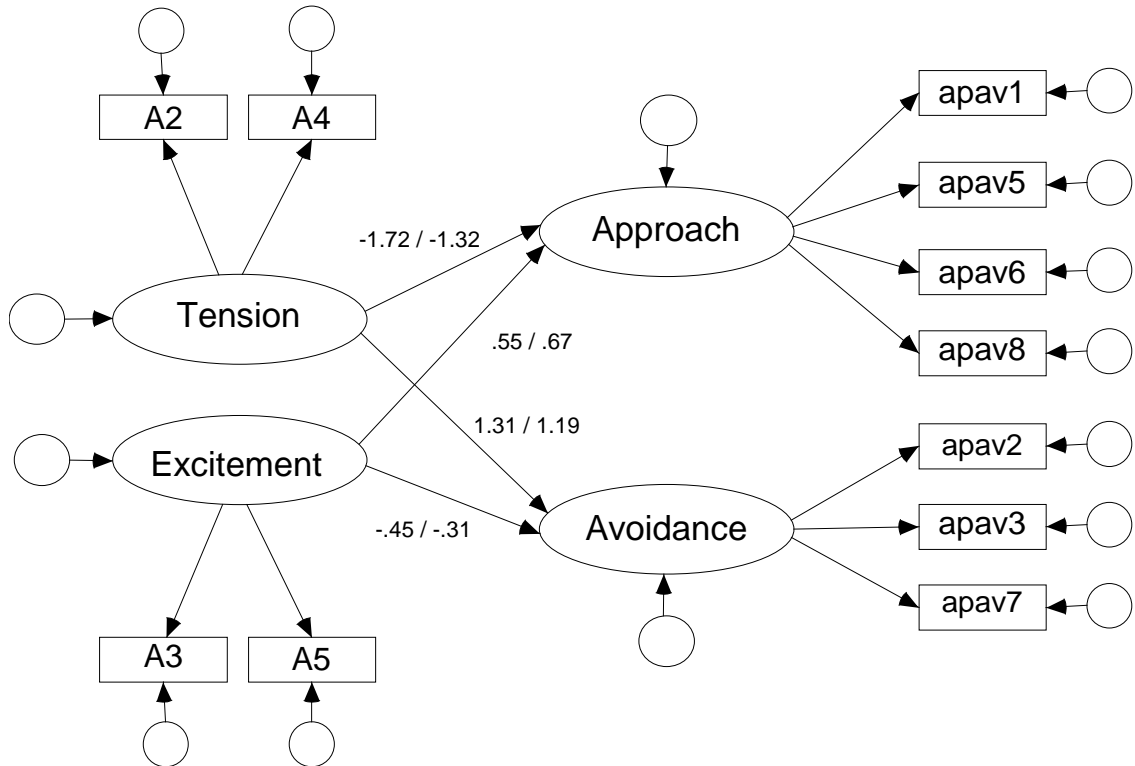 A2
A4
apav1
apav5
Approach
-1.72 / -1.32
apav6
Tension
.55 / .67
apav8
1.31 / 1.19
apav2
Excitement
-.45 / -.31
Avoidance
apav3
apav7
A3
A5